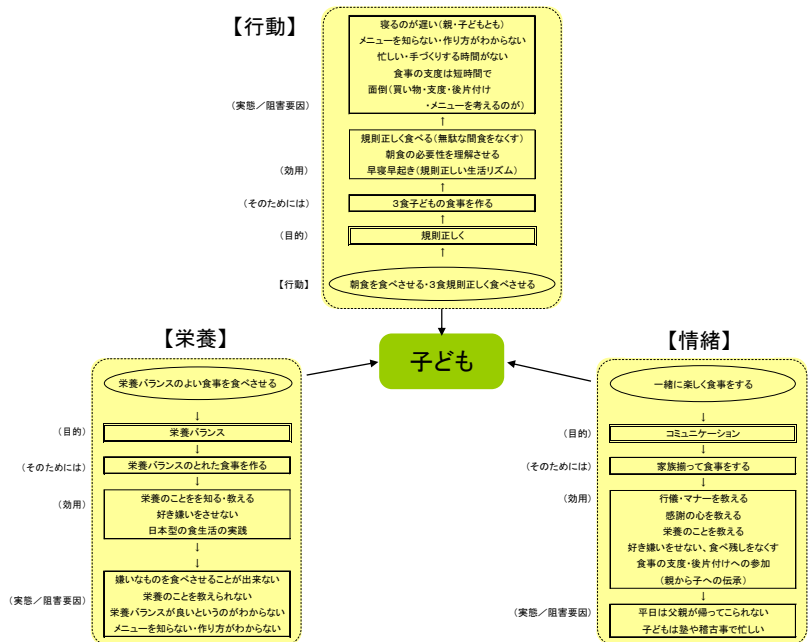 【行動】
寝るのが遅い(親・子どもとも)
メニューを知らない・作り方がわからない
忙しい・手づくりする時間がない
食事の支度は短時間で
面倒(買い物・支度・後片付け
・メニューを考えるのが)
(実態/阻害要因)
↑
規則正しく食べる(無駄な間食をなくす)
朝食の必要性を理解させる
早寝早起き(規則正しい生活リズム)
(効用)
↑
(そのためには)
3食子どもの食事を作る
↑
(目的)
規則正しく
↑
【行動】
朝食を食べさせる・3食規則正しく食べさせる
子ども
【栄養】
栄養バランスのよい食事を食べさせる
↓
(目的)
栄養バランス
↓
(そのためには)
栄養バランスのとれた食事を作る
↓
(効用)
栄養のことをを知る・教える
好き嫌いをさせない
日本型の食生活の実践
↓
↓
嫌いなものを食べさせることが出来ない
栄養のことを教えられない
(実態/阻害要因)
栄養バランスが良いというのがわからない
メニューを知らない・作り方がわからない
【情緒】
一緒に楽しく食事をする
↓
(目的)
コミュニケーション
↓
(そのためには)
家族揃って食事をする
↓
(効用)
行儀・マナーを教える
感謝の心を教える
栄養のことを教える
好き嫌いをせない、食べ残しをなくす
食事の支度・後片付けへの参加
(親から子への伝承)
↓
(実態/阻害要因)
平日は父親が帰ってこられない
子どもは塾や稽古事で忙しい